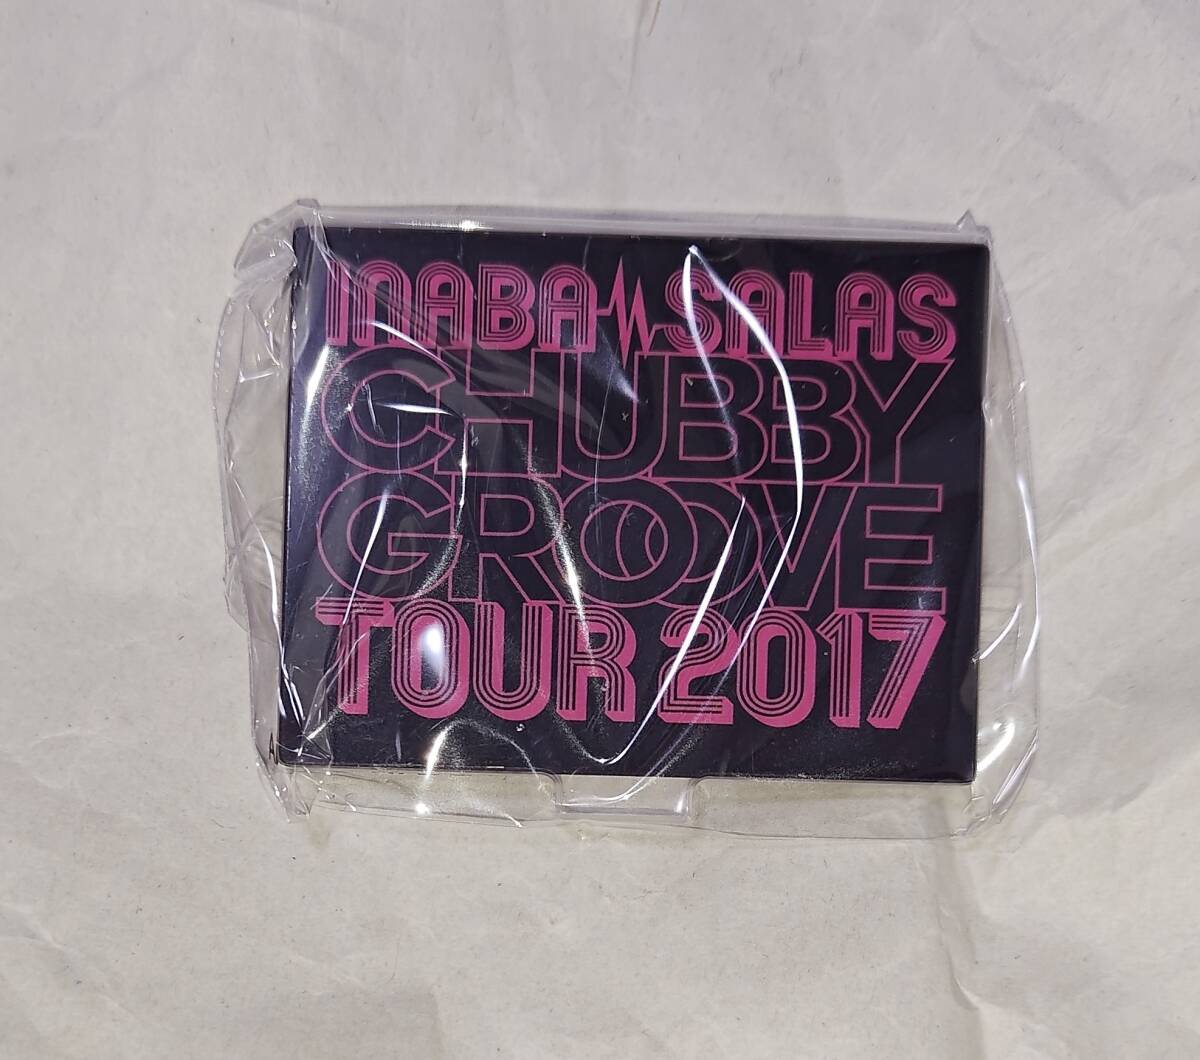 INABA SALAS
CHUBBY
GROOVE
TOUR 2017